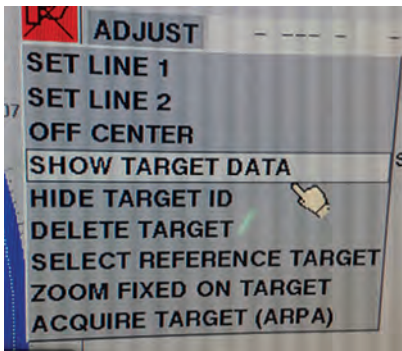 ADJUST
SET LINE 1
07
SET LINE 2
OFF CENTER
SHOW TARGET DATA
S
HIDE TARGET ID
DELETE TARGET
SELECT REFERENCE TARGET
ZOOM FIXED ON TARGET
ACQUIRE TARGET (ARPA)